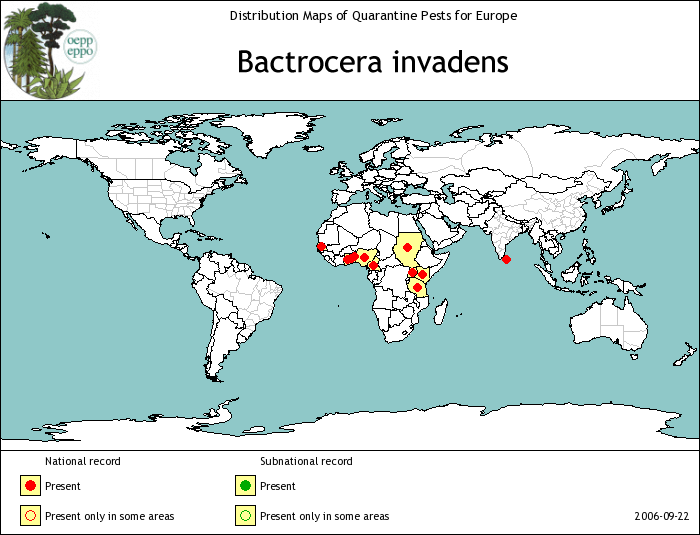 Distribution Maps of Quarantine Pests for Europe
oepp
eppo
Bactrocera invadens
National record
Subnational record
Present
Present
Present only in some areas
Present only in some areas
2006-09-22